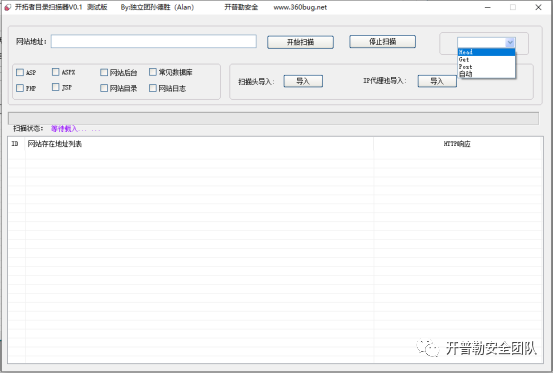 开拓者目录扫描器V0.1 测试版 By:独立团孙德胜（Alan） 开普勒安全 www.360bug.net
网站地址: 开始扫描 停止扫描
Head
Get
Post
自动
ASP ASPX 网站后台 常见数据库
PHP JSP 网站目录 网站日志
扫描头导入: 导入 IP代理池导入: 导入
扫描状态: 等待载入... ...
ID 网站存在地址列表 HTTP响应
开普勒安全团队